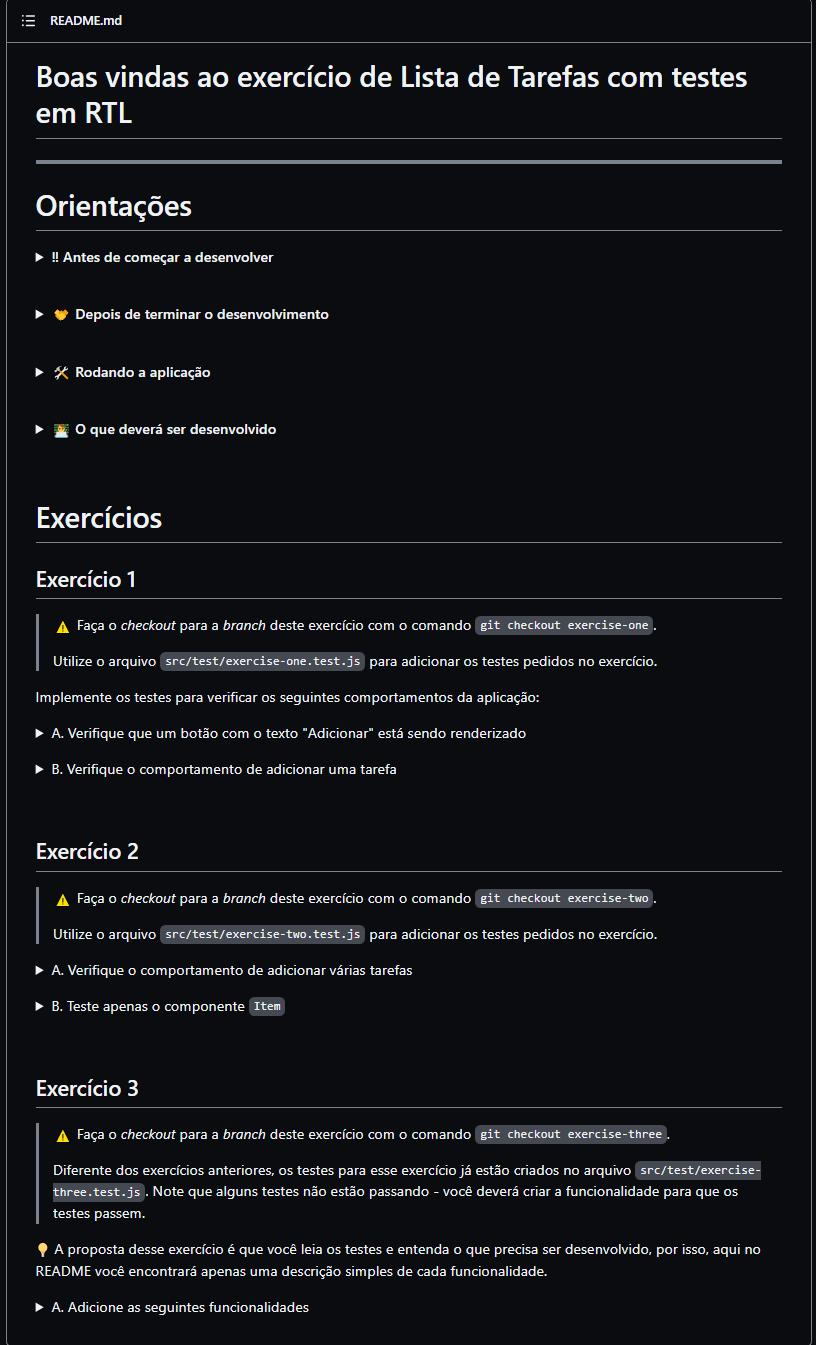 README.md
Boas vindas ao exercício de Lista de Tarefas com testes
em RTL
Orientações
‼ Antes de começar a desenvolver
🤝 Depois de terminar o desenvolvimento
🛠 Rodando a aplicação
👨‍🏫 O que deverá ser desenvolvido
Exercícios
Exercício 1
⚠ Faça o checkout para a branch deste exercício com o comando git checkout exercise-one.
Utilize o arquivo src/test/exercise-one.test.js para adicionar os testes pedidos no exercício.
Implemente os testes para verificar os seguintes comportamentos da aplicação:
A. Verifique que um botão com o texto "Adicionar" está sendo renderizado
B. Verifique o comportamento de adicionar uma tarefa
Exercício 2
⚠ Faça o checkout para a branch deste exercício com o comando git checkout exercise-two.
Utilize o arquivo src/test/exercise-two.test.js para adicionar os testes pedidos no exercício.
A. Verifique o comportamento de adicionar várias tarefas
B. Teste apenas o componente Item
Exercício 3
⚠ Faça o checkout para a branch deste exercício com o comando git checkout exercise-three.
Diferente dos exercícios anteriores, os testes para esse exercício já estão criados no arquivo src/test/exercise-
three.test.js. Note que alguns testes não estão passando - você deverá criar a funcionalidade para que os
testes passem.
💡 A proposta desse exercício é que você leia os testes e entenda o que precisa ser desenvolvido, por isso, aqui no
README você encontrará apenas uma descrição simples de cada funcionalidade.
A. Adicione as seguintes funcionalidades